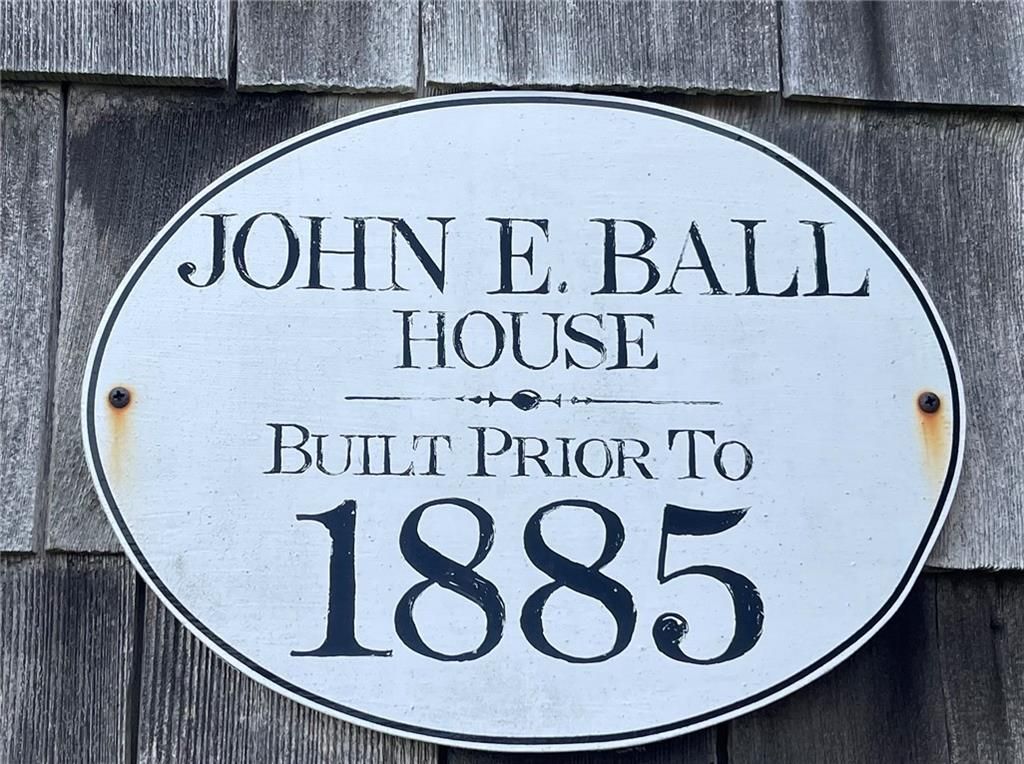 JOHN E. BALL
HOUSE
BUILT PRIOR TO
1885